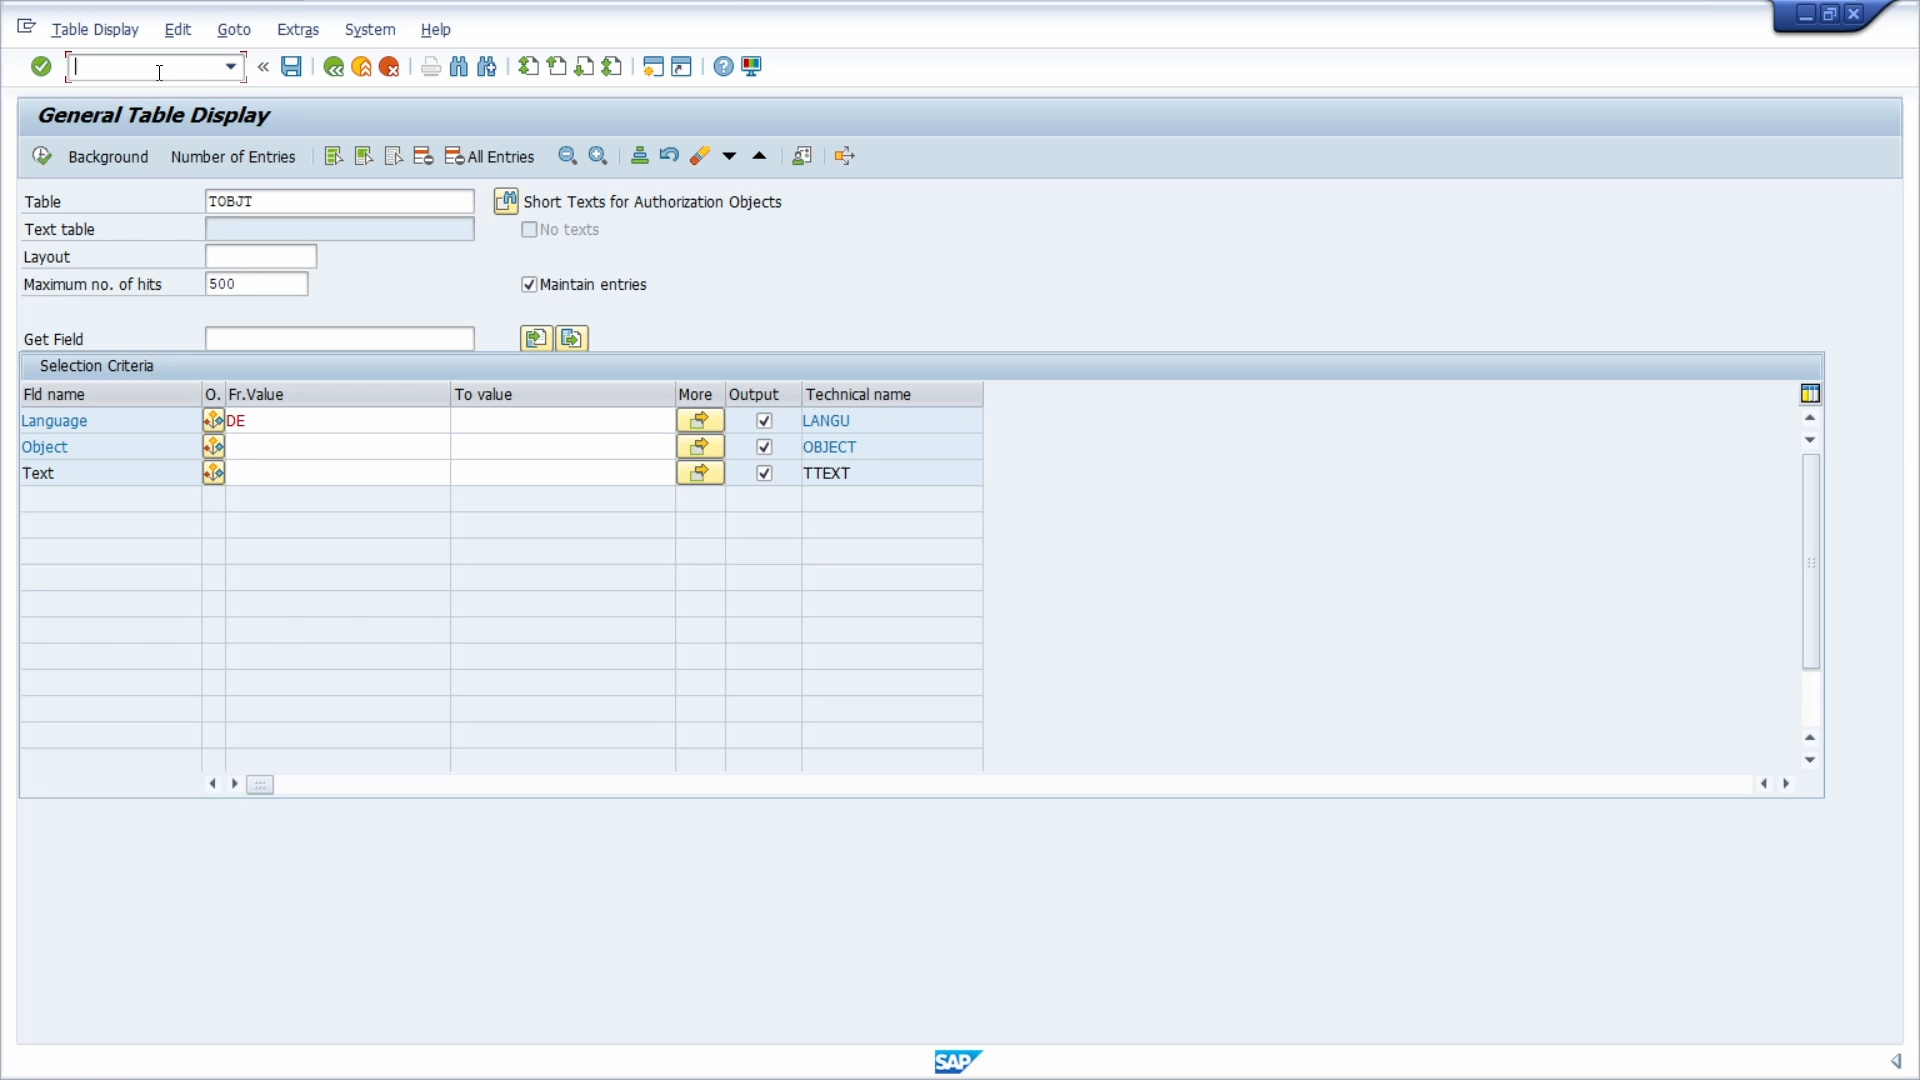 Table Display Edit Goto Extras System Help
General Table Display
Background Number of Entries All Entries
Table TOBJT Short Texts for Authorization Objects
Text table No texts
Layout
Maximum no. of hits 500 Maintain entries
Get Field
Selection Criteria
Fld name O. Fr.Value To value More Output Technical name
Language DE LANGU
Object OBJECT
Text TTEXT
SAP